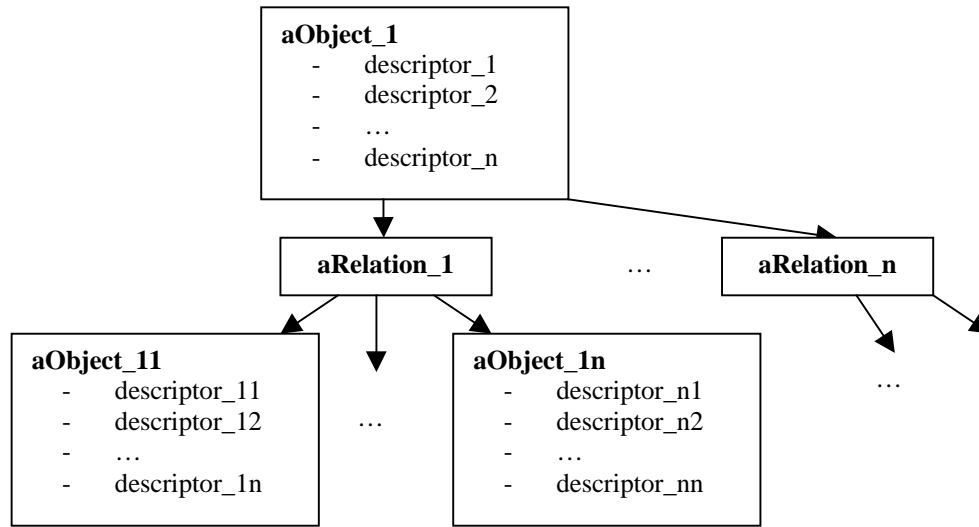 aObject_1
- descriptor_1
- descriptor_2
- …
- descriptor_n
aRelation_1 … aRelation_n
aObject_11
- descriptor_11
- descriptor_12
- …
- descriptor_1n
…
aObject_1n
- descriptor_n1
- descriptor_n2
- …
- descriptor_nn
…